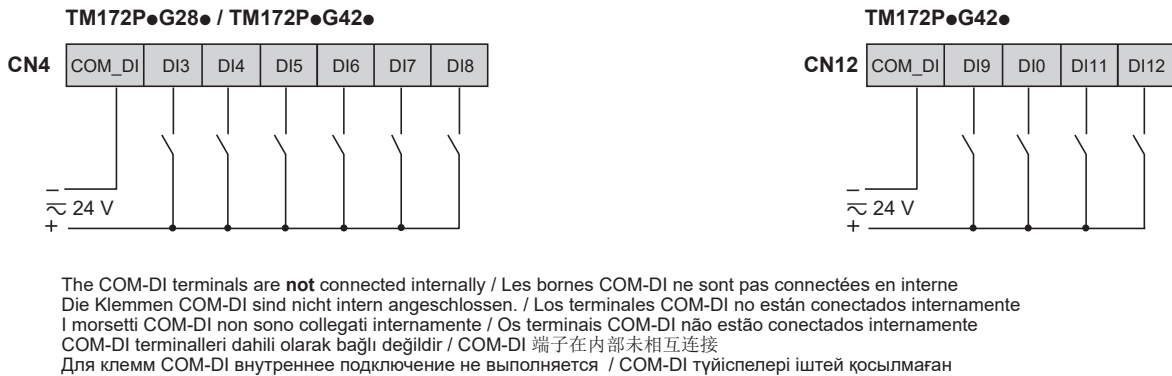 TM172P●G28● / TM172P●G42●
CN4 COM_DI DI3 DI4 DI5 DI6 DI7 DI8
−
⏦ 24 V
+
TM172P●G42●
CN12 COM_DI DI9 DI0 DI11 DI12
−
⏦ 24 V
+
The COM-DI terminals are not connected internally / Les bornes COM-DI ne sont pas connectées en interne
Die Klemmen COM-DI sind nicht intern angeschlossen. / Los terminales COM-DI no están conectados internamente
I morsetti COM-DI non sono collegati internamente / Os terminais COM-DI não estão conectados internamente
COM-DI terminalleri dahili olarak bağlı değildir / COM-DI 端子在内部未相互连接
Для клемм COM-DI внутреннее подключение не выполняется / COM-DI түйіспелері іштей қосылмаған